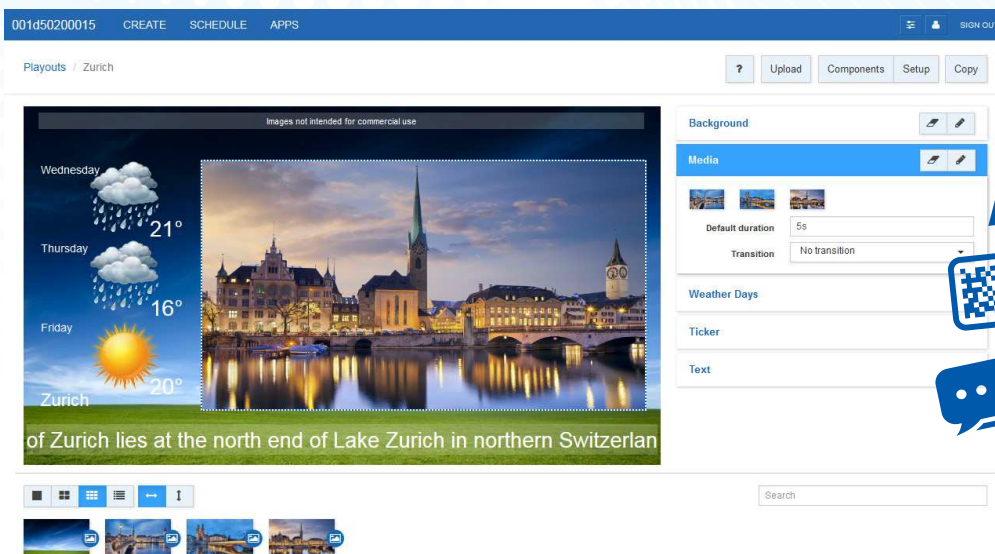 001d50200015 CREATE SCHEDULE APPS SIGN OU
Playouts / Zurich ? Upload Components Setup Copy
Images not intended for commercial use
Wednesday
21°
Thursday
16°
Friday
20°
Zurich
of Zurich lies at the north end of Lake Zurich in northern Switzerlan
Background
Media
Default duration 5s
Transition No transition
Weather Days
Ticker
Text
Search